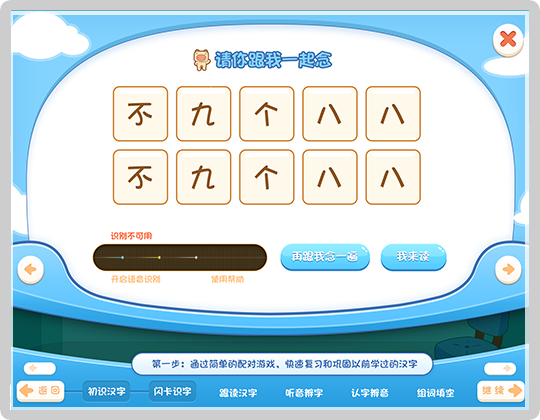 请你跟我一起念
不 九 个 八 八
不 九 个 八 八
识别不可用
开启语音识别 使用帮助
再跟我念一遍 我来读
第一步：通过简单的配对游戏、快速复习和巩固以前学过的汉字
返回 初识汉字 闪卡识字 跟读汉字 听音辨字 认字辨音 组词填空 继续